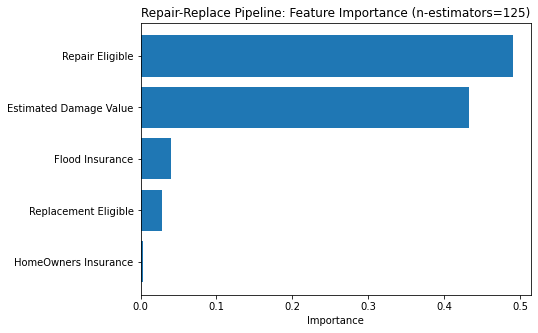 Repair-Replace Pipeline: Feature Importance (n-estimators=125)
Repair Eligible
Estimated Damage Value
Flood Insurance
Replacement Eligible
HomeOwners Insurance
0.0 0.1 0.2 0.3 0.4 0.5
Importance